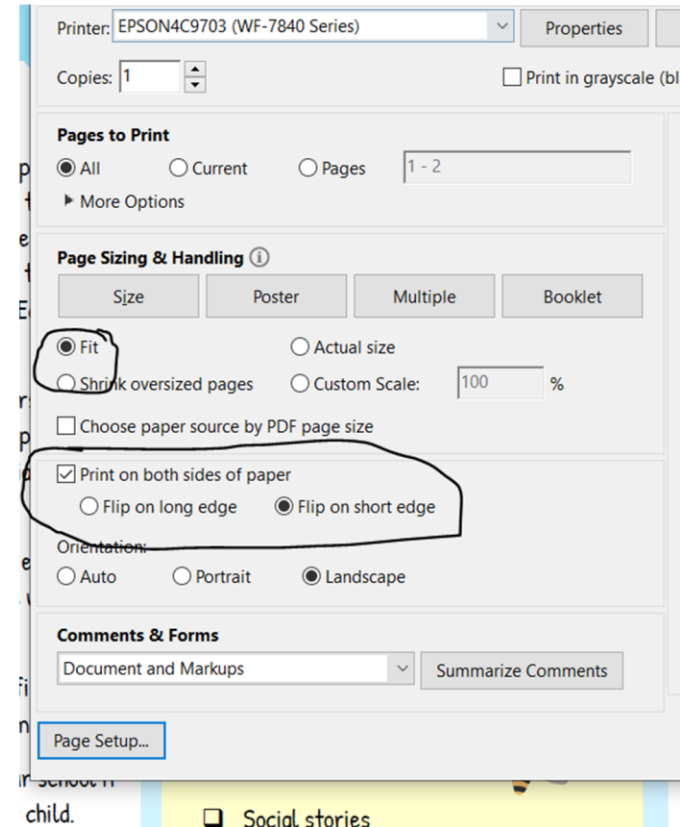 Printer: EPSON4C9703 (WF-7840 Series) Properties
Copies: 1 Print in grayscale (bl
Pages to Print
All Current Pages 1 - 2
More Options
Page Sizing & Handling
Size Poster Multiple Booklet
Fit Actual size
Shrink oversized pages Custom Scale: 100 %
Choose paper source by PDF page size
Print on both sides of paper
Flip on long edge Flip on short edge
Orientation:
Auto Portrait Landscape
Comments & Forms
Document and Markups Summarize Comments
Page Setup...
child. Social stories